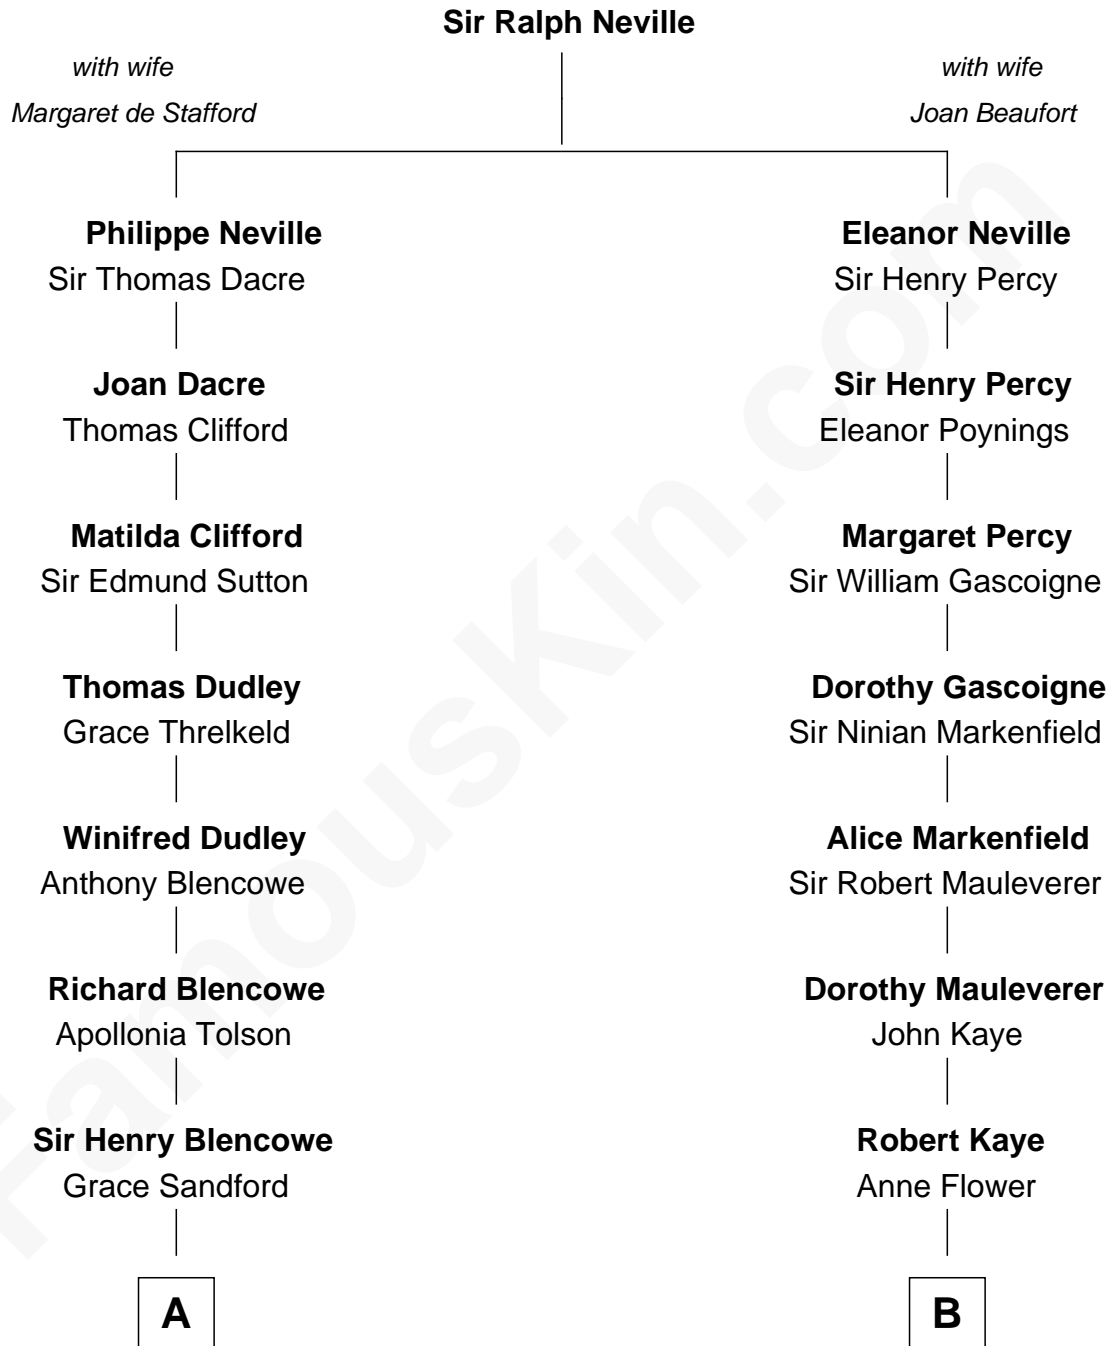 Sir Ralph Neville
with wife
Margaret de Stafford
with wife
Joan Beaufort
Philippe Neville
Sir Thomas Dacre
Eleanor Neville
Sir Henry Percy
Joan Dacre
Thomas Clifford
Sir Henry Percy
Eleanor Poynings
Matilda Clifford
Sir Edmund Sutton
Margaret Percy
Sir William Gascoigne
Thomas Dudley
Grace Threlkeld
Dorothy Gascoigne
Sir Ninian Markenfield
Winifred Dudley
Anthony Blencowe
Alice Markenfield
Sir Robert Mauleverer
Richard Blencowe
Apollonia Tolson
Dorothy Mauleverer
John Kaye
Sir Henry Blencowe
Grace Sandford
Robert Kaye
Anne Flower
A
B
FamousKin.com